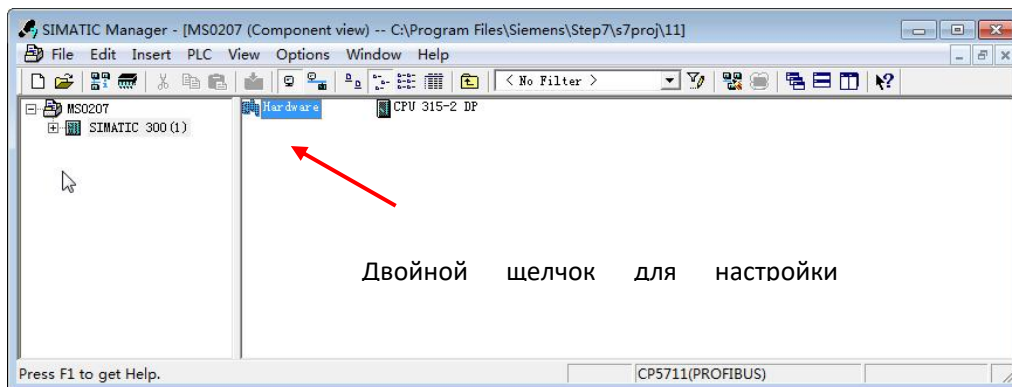 SIMATIC Manager - [MS0207 (Component view) -- C:\Program Files\Siemens\Step7\s7proj\11]
File Edit Insert PLC View Options Window Help
< No Filter >
MS0207
SIMATIC 300(1)
Hardware
CPU 315-2 DP
Двойной щелчок для настройки
Press F1 to get Help.
CP5711(PROFIBUS)